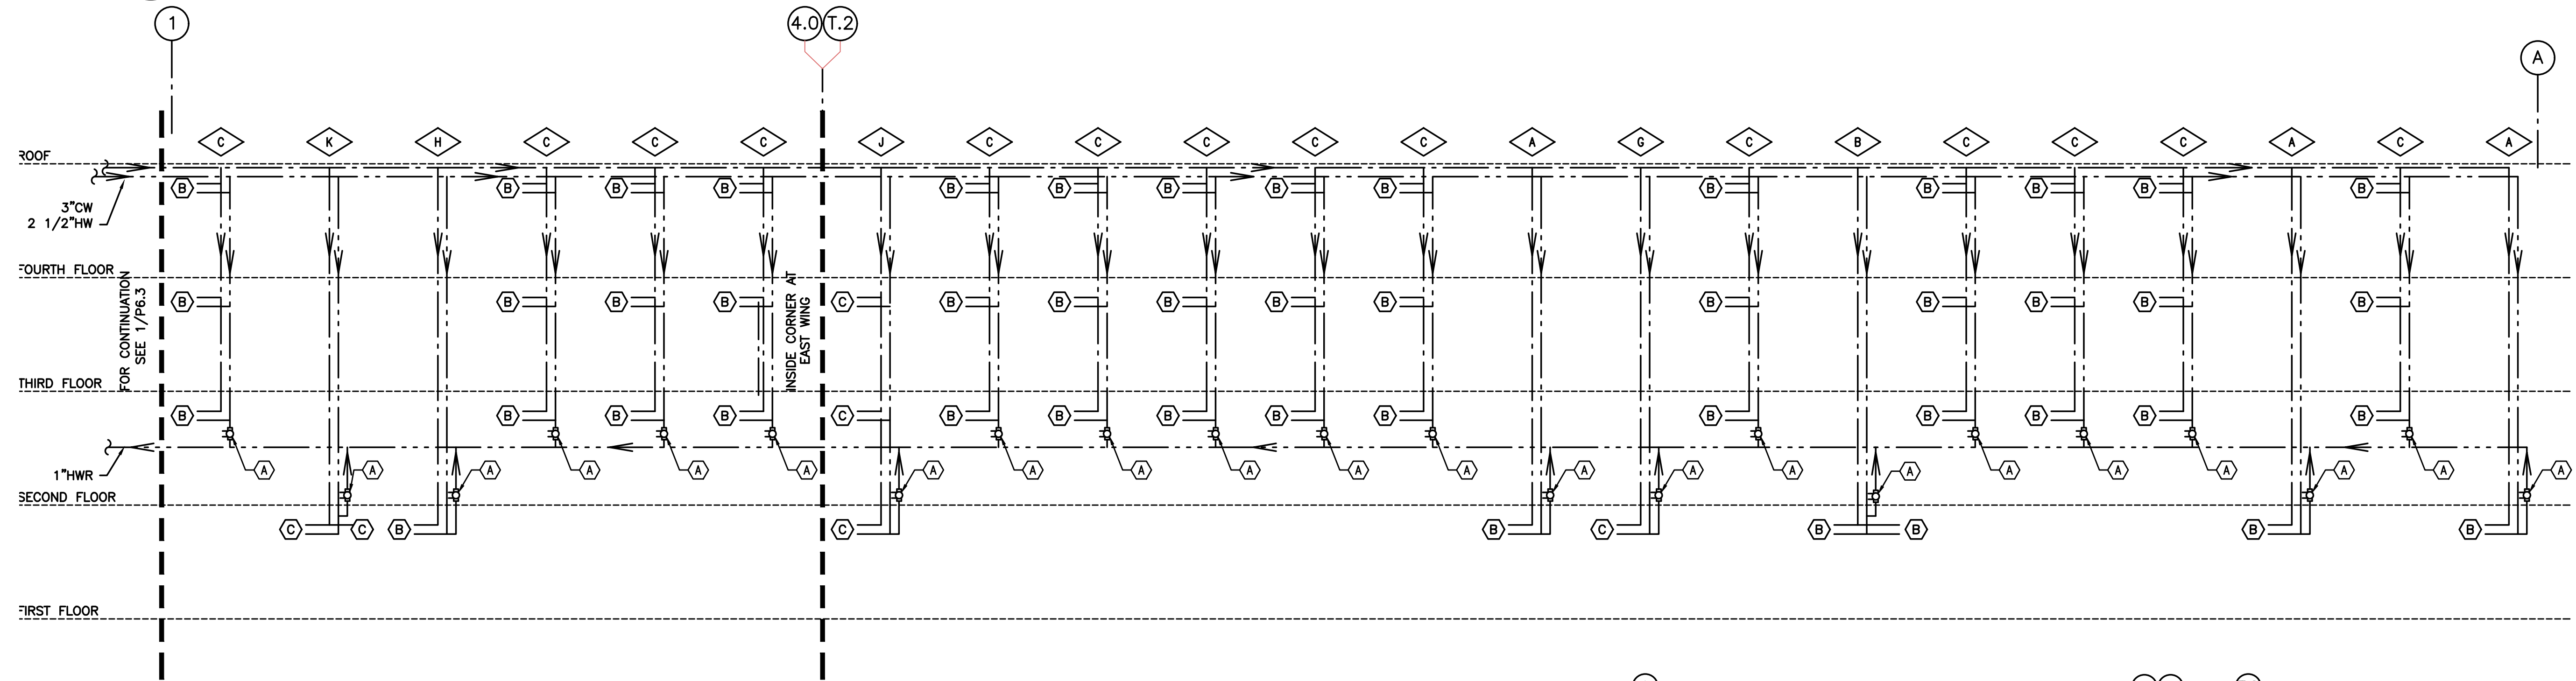 1
4.0 T.2
A
C K H C C C J C C C C C A G C B C C C A C A
ROOF
B B B B B B B B B B B B B B
3"CW
2 1/2"HW
FOURTH FLOOR
B B B B C B B B B B B B B B B
FOR CONTINUATION
SEE 1/P6.3
INSIDE CORNER AT
EAST WING
THIRD FLOOR
B B B B C B B B B B B B B B B
1"HWR
A A A A A A A A A A A A A A A A A A A A A A
SECOND FLOOR
C C B C B C B B B B
FIRST FLOOR